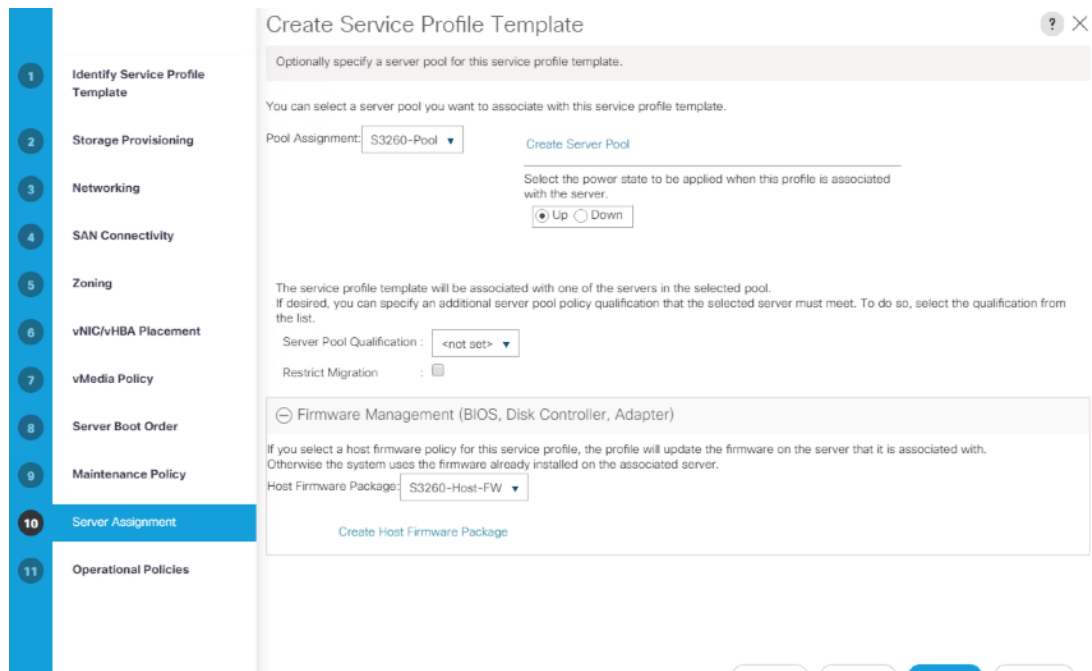 Create Service Profile Template
?
1
Identify Service Profile
Template
2
Storage Provisioning
3
Networking
4
SAN Connectivity
5
Zoning
6
vNIC/vHBA Placement
7
vMedia Policy
8
Server Boot Order
9
Maintenance Policy
10
Server Assignment
11
Operational Policies
Optionally specify a server pool for this service profile template.
You can select a server pool you want to associate with this service profile template.
Pool Assignment: S3260-Pool
Create Server Pool
Select the power state to be applied when this profile is associated
with the server.
Up Down
The service profile template will be associated with one of the servers in the selected pool.
If desired, you can specify an additional server pool policy qualification that the selected server must meet. To do so, select the qualification from
the list.
Server Pool Qualification : <not set>
Restrict Migration :
Firmware Management (BIOS, Disk Controller, Adapter)
If you select a host firmware policy for this service profile, the profile will update the firmware on the server that it is associated with.
Otherwise the system uses the firmware already installed on the associated server.
Host Firmware Package: S3260-Host-FW
Create Host Firmware Package